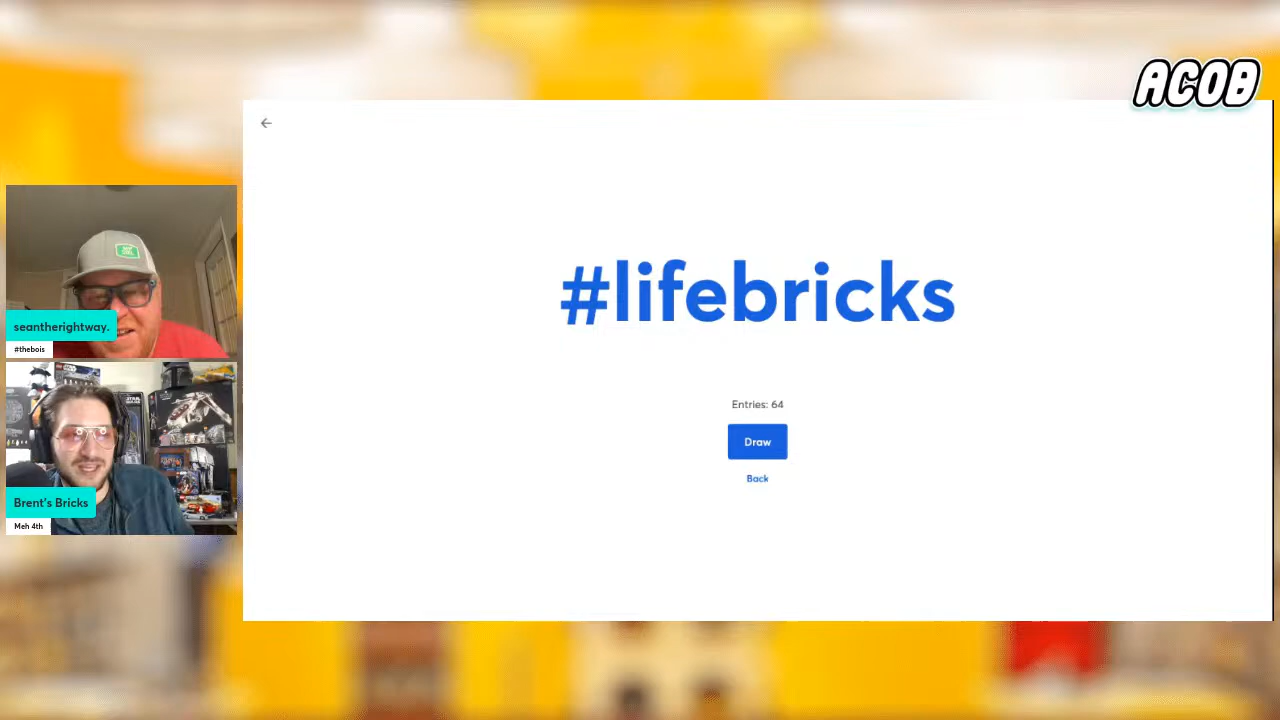 ACOB
←
#lifebricks
Entries: 64
Draw
Back
seantherightway.
#thebois
Brent's Bricks
Meh 4th